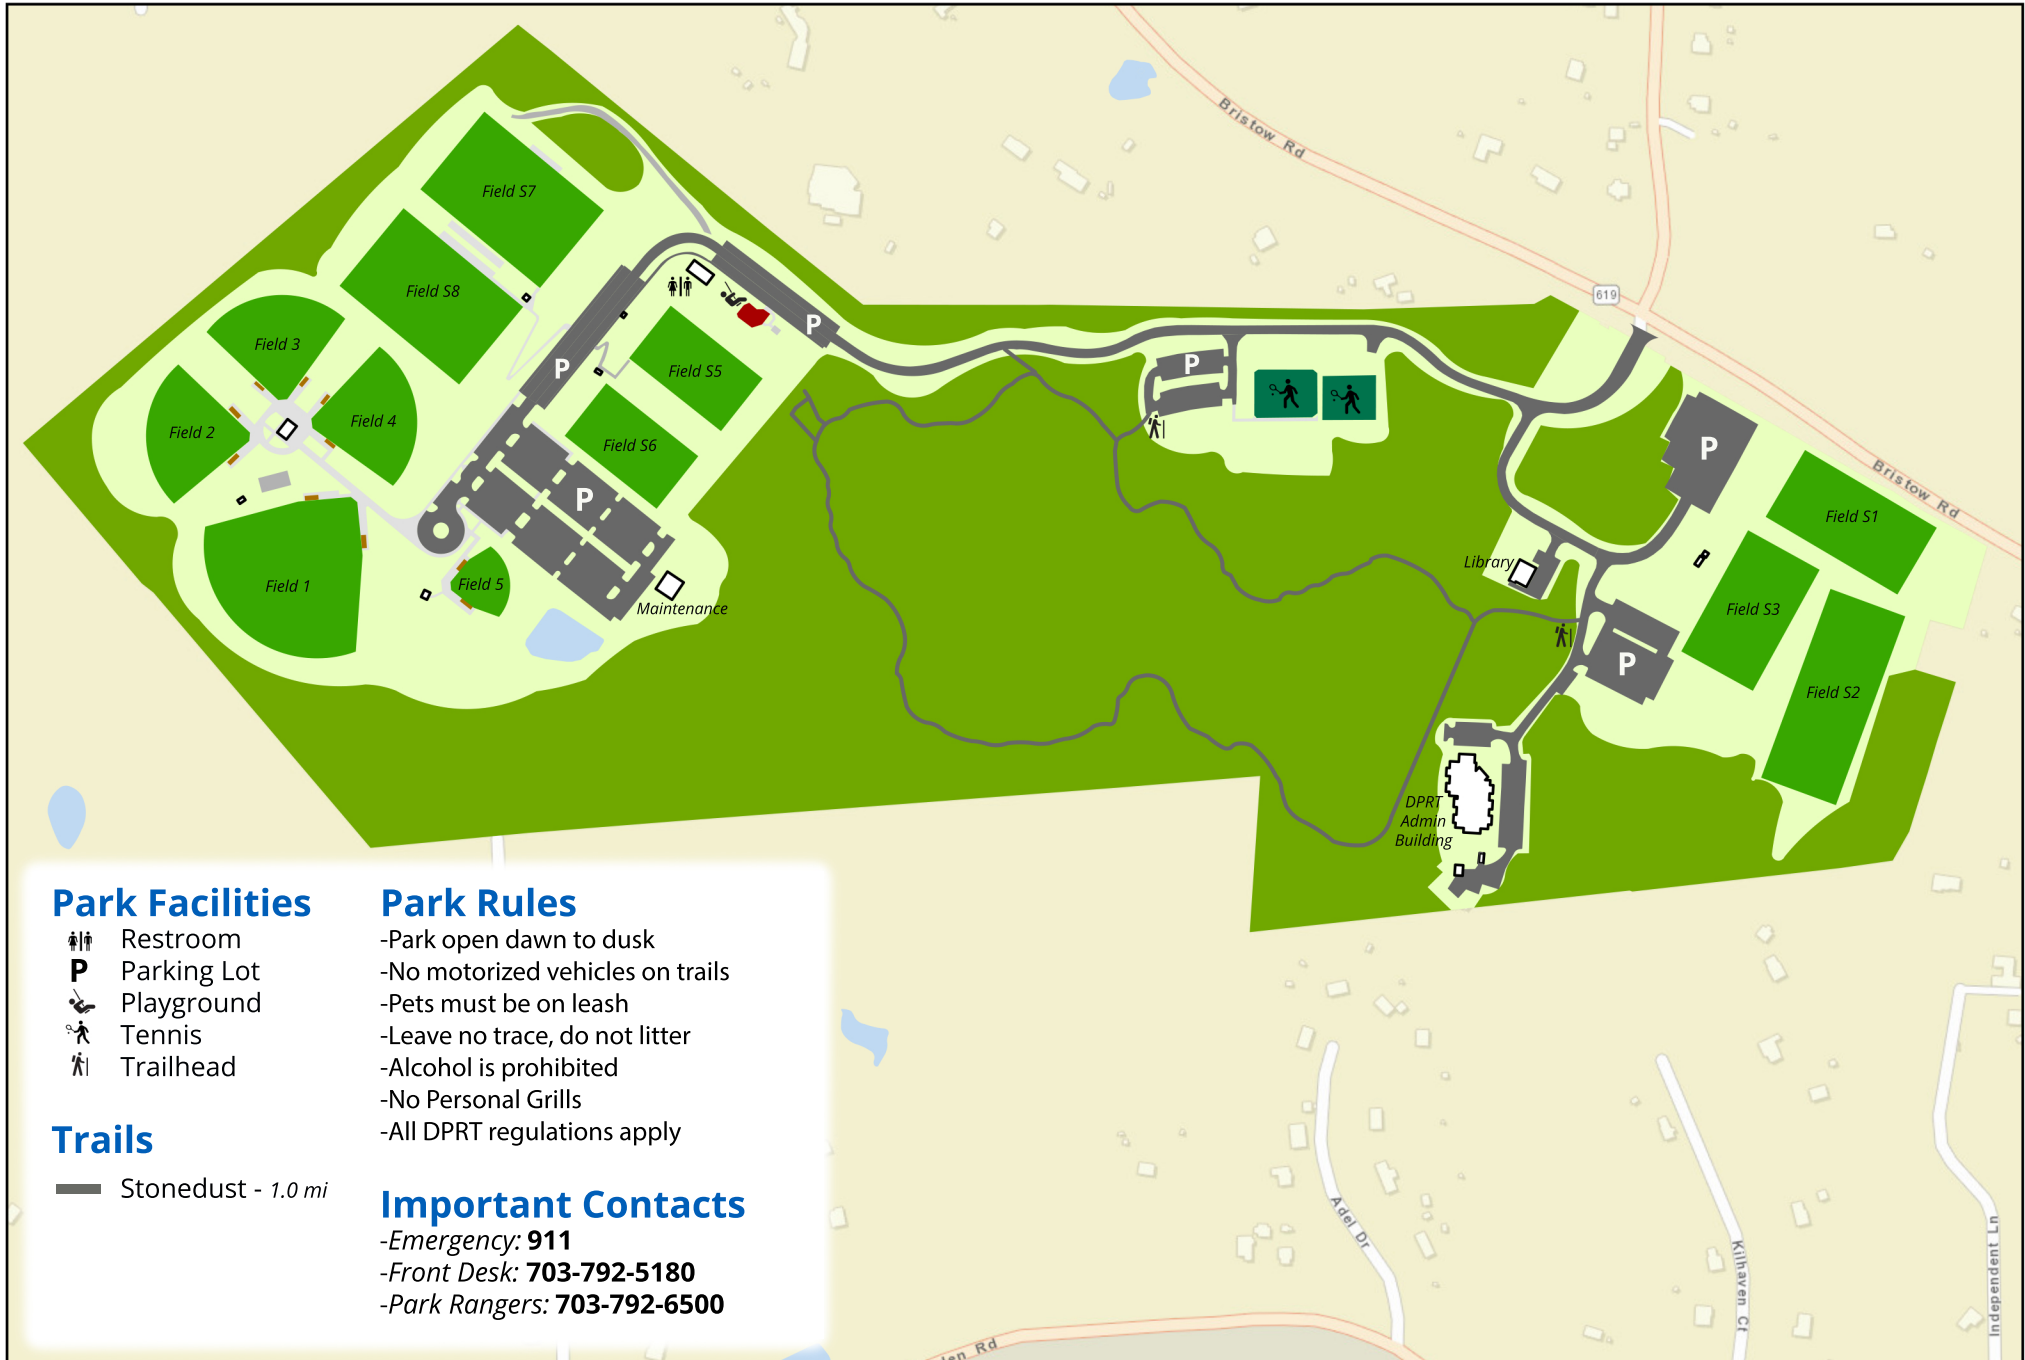 Bristow Rd
619
Field S7
Field S8
Field 3
Field 2
Field 4
Field 1
Field 5
P
P
P
Field S5
Field S6
Maintenance
P
P
Bristow Rd
Field S1
Library
Field S3
P
Field S2
DPRT
Admin
Building
Park Facilities
Restroom
P Parking Lot
Playground
Tennis
Trailhead
Trails
Stonedust - 1.0 mi
Park Rules
-Park open dawn to dusk
-No motorized vehicles on trails
-Pets must be on leash
-Leave no trace, do not litter
-Alcohol is prohibited
-No Personal Grills
-All DPRT regulations apply
Important Contacts
-Emergency: 911
-Front Desk: 703-792-5180
-Park Rangers: 703-792-6500
Adel Dr
Kilhaven Ct
Independent Ln
Rd